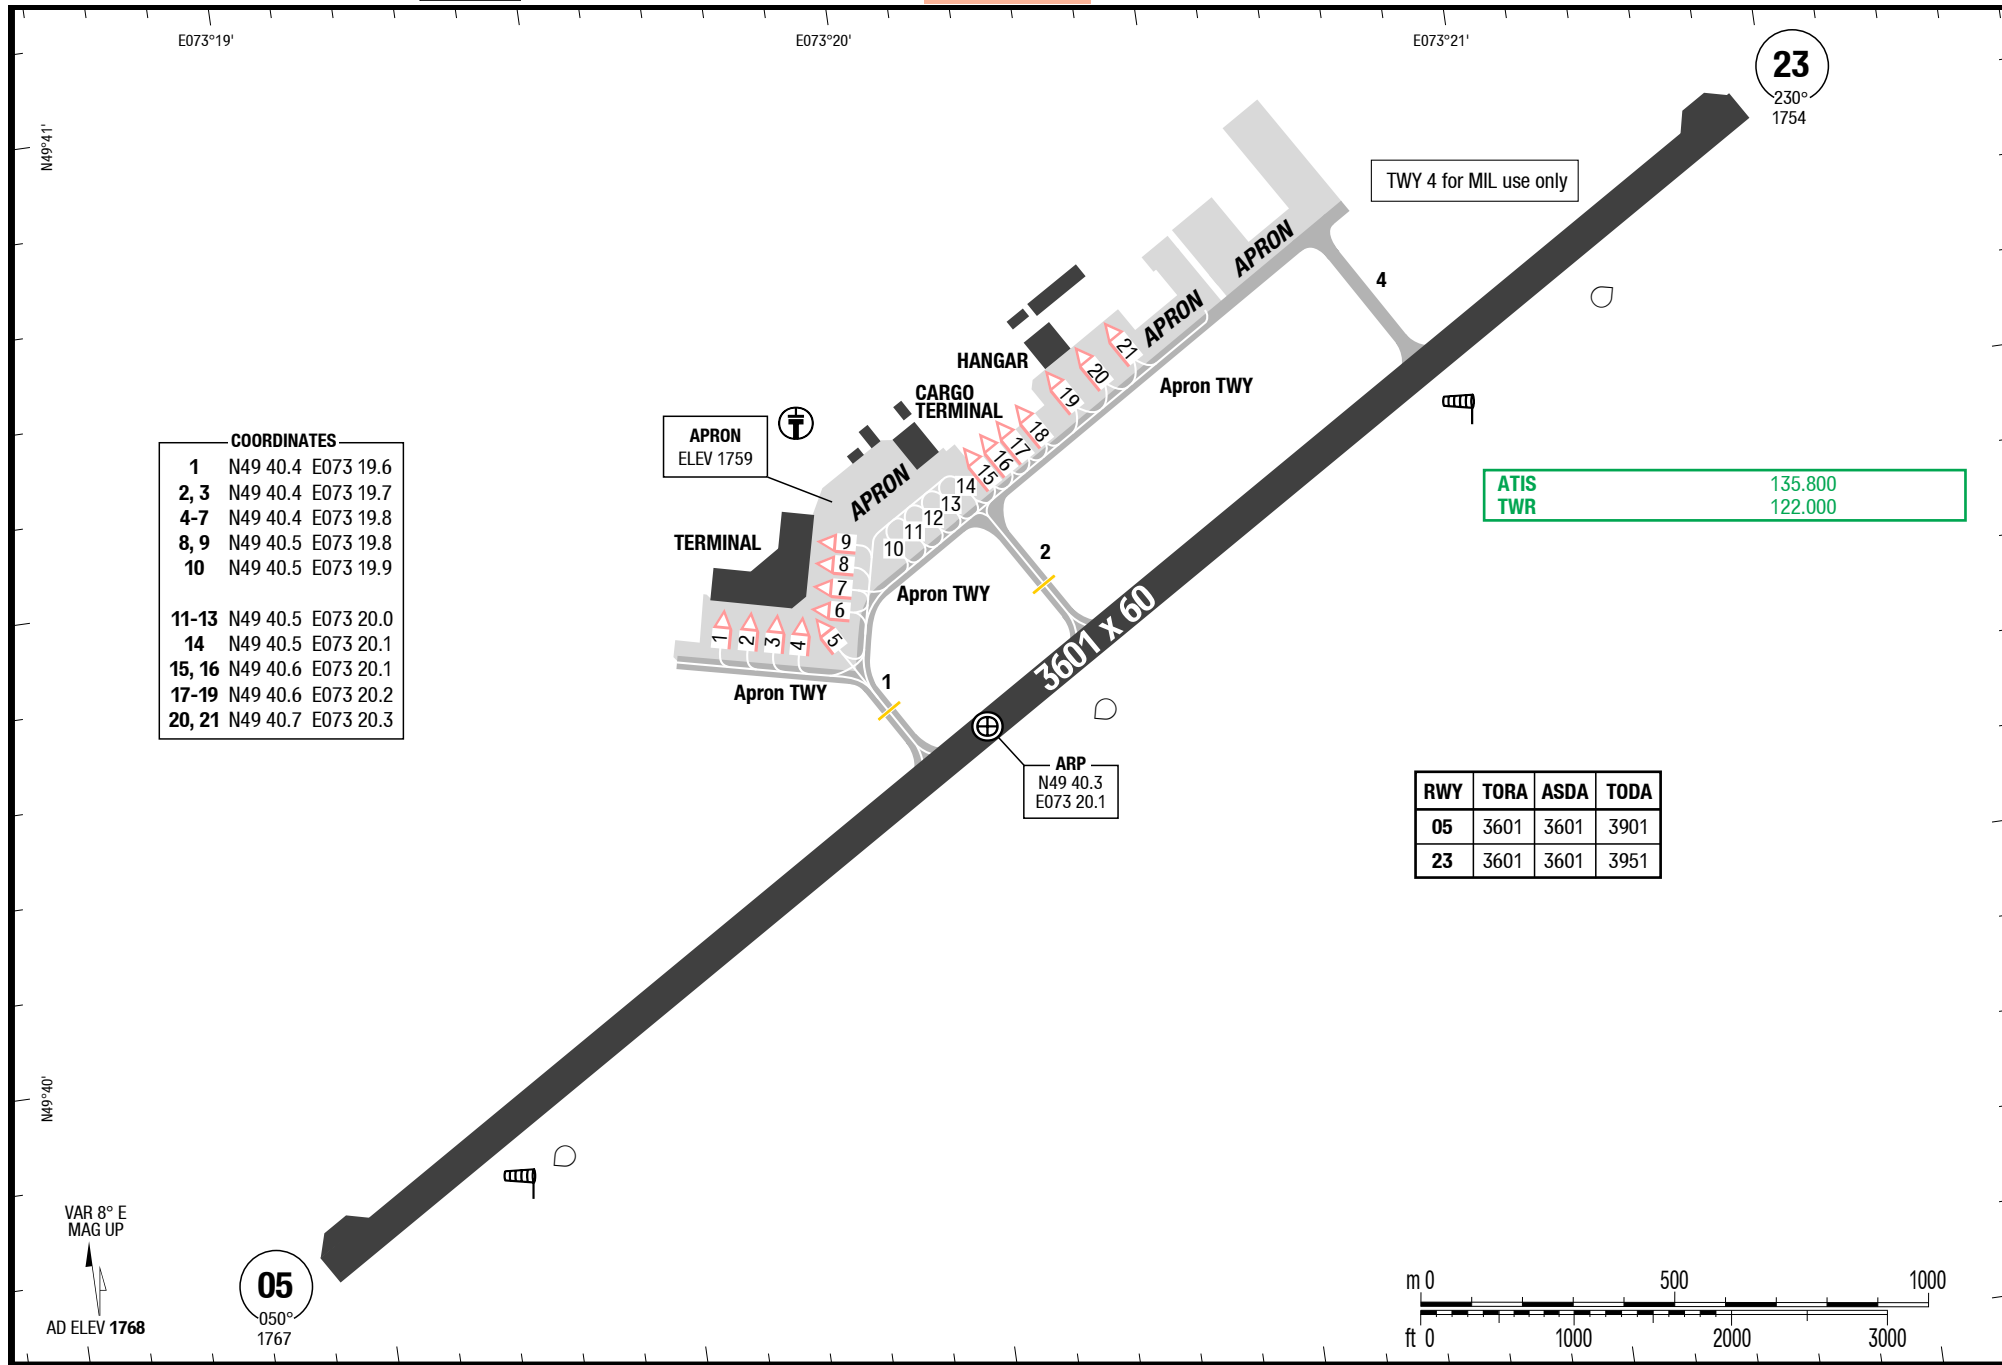 E073°19'
E073°20'
E073°21'
23
230°
1754
N49°41'
TWY 4 for MIL use only
APRON
4
APRON
21
HANGAR
20
Apron TWY
19
CARGO
TERMINAL
18
17
16
15
APRON
ELEV 1759
APRON
14
13
12
11
10
COORDINATES
1 N49 40.4 E073 19.6
2, 3 N49 40.4 E073 19.7
4-7 N49 40.4 E073 19.8
8, 9 N49 40.5 E073 19.8
10 N49 40.5 E073 19.9
11-13 N49 40.5 E073 20.0
14 N49 40.5 E073 20.1
15, 16 N49 40.6 E073 20.1
17-19 N49 40.6 E073 20.2
20, 21 N49 40.7 E073 20.3
ATIS 135.800
TWR 122.000
TERMINAL
9
8
7
6
2
Apron TWY
1
2
3
4
5
3601 x 60
Apron TWY
1
ARP
N49 40.3
E073 20.1
RWY TORA ASDA TODA
05 3601 3601 3901
23 3601 3601 3951
N49°40'
VAR 8° E
MAG UP
AD ELEV 1768
05
050°
1767
m 0 500 1000
ft 0 1000 2000 3000